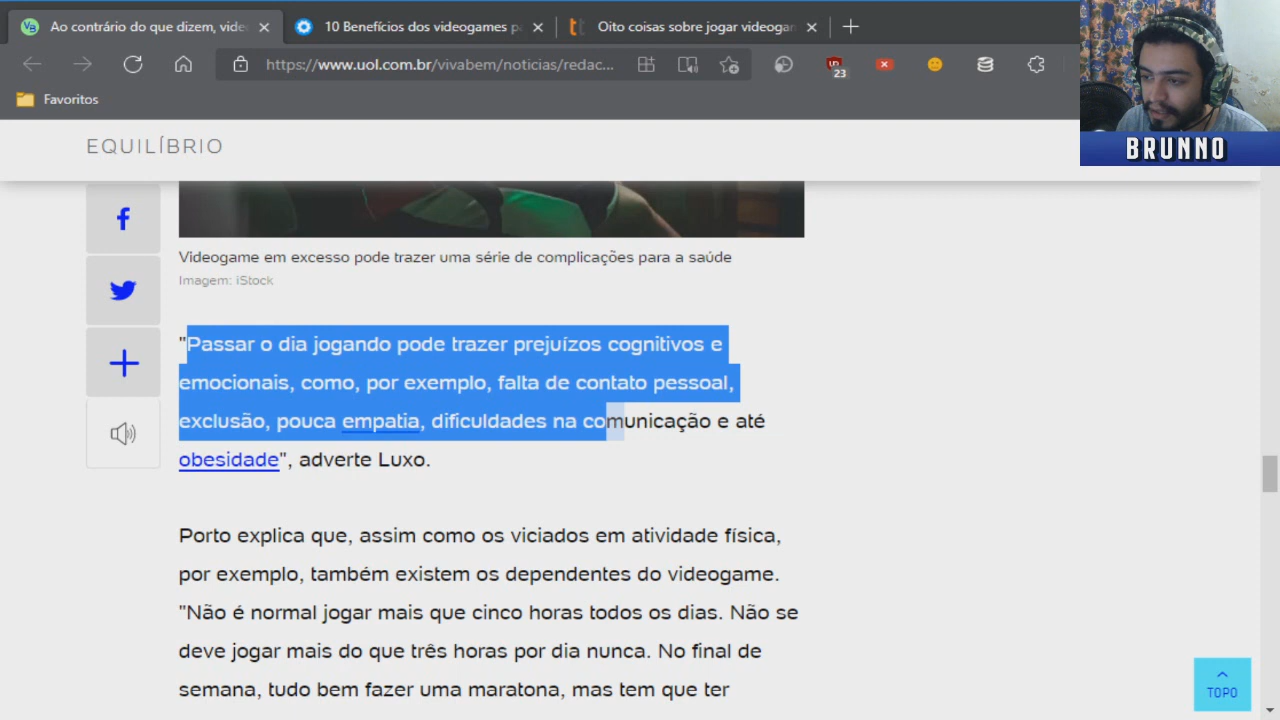 Ao contrário do que dizem, vide
10 Benefícios dos videogames p
Oito coisas sobre jogar videogam
https://www.uol.com.br/vivabem/noticias/redac...
23
Favoritos
BRUNNO
EQUILÍBRIO
Videogame em excesso pode trazer uma série de complicações para a saúde
Imagem: iStock
"Passar o dia jogando pode trazer prejuízos cognitivos e
emocionais, como, por exemplo, falta de contato pessoal,
exclusão, pouca empatia, dificuldades na comunicação e até
obesidade", adverte Luxo.
Porto explica que, assim como os viciados em atividade física,
por exemplo, também existem os dependentes do videogame.
"Não é normal jogar mais que cinco horas todos os dias. Não se
deve jogar mais do que três horas por dia nunca. No final de
semana, tudo bem fazer uma maratona, mas tem que ter
TOPO